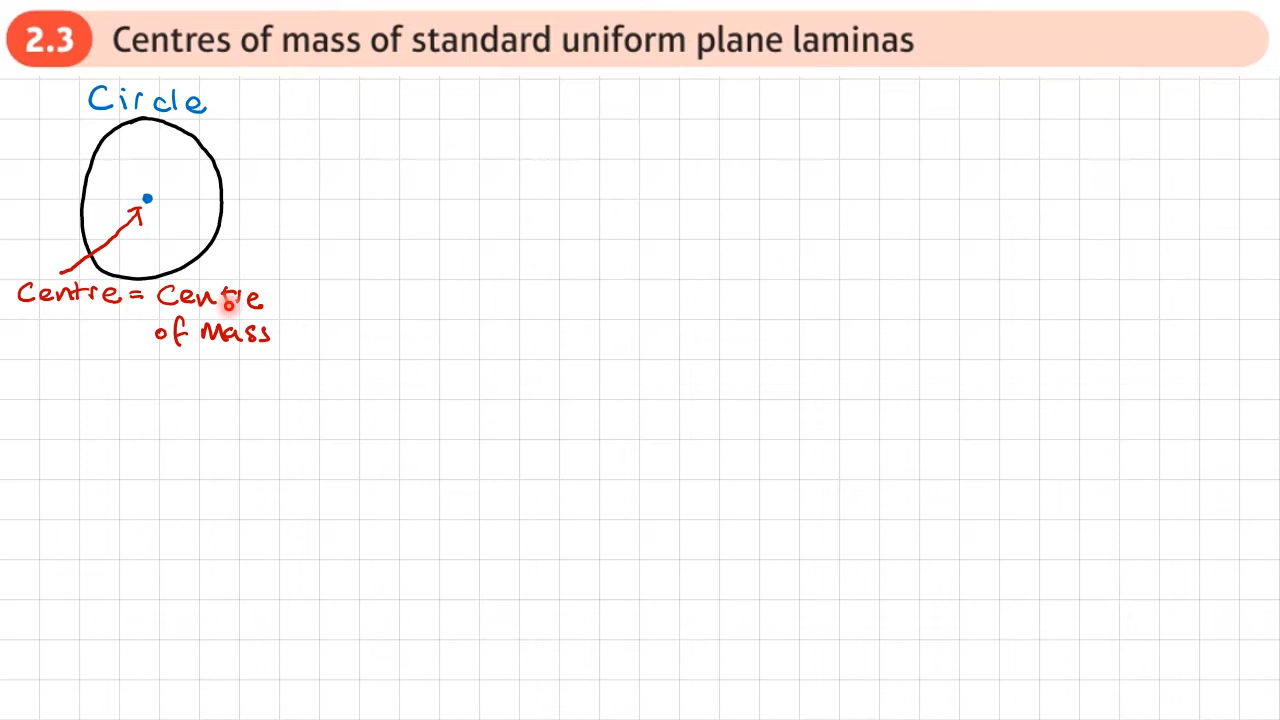 2.3 Centres of mass of standard uniform plane laminas
Circle
Centre = Centre
of Mass